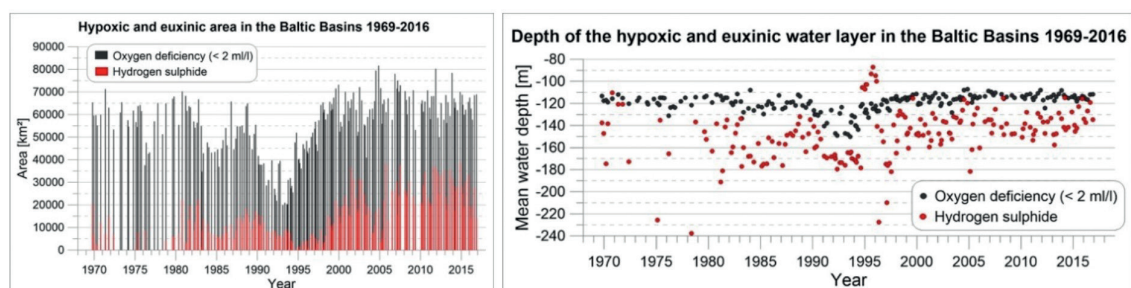 Hypoxic and euxinic area in the Baltic Basins 1969-2016
90000
80000
70000
60000
50000
40000
30000
20000
10000
0
Area [km²]
Oxygen deficiency (< 2 ml/l)
Hydrogen sulphide
1970 1975 1980 1985 1990 1995 2000 2005 2010 2015
Year
Depth of the hypoxic and euxinic water layer in the Baltic Basins 1969-2016
-80
-100
-120
-140
-160
-180
-200
-220
-240
Mean water depth [m]
Oxygen deficiency (< 2 ml/l)
Hydrogen sulphide
1970 1975 1980 1985 1990 1995 2000 2005 2010 2015
Year